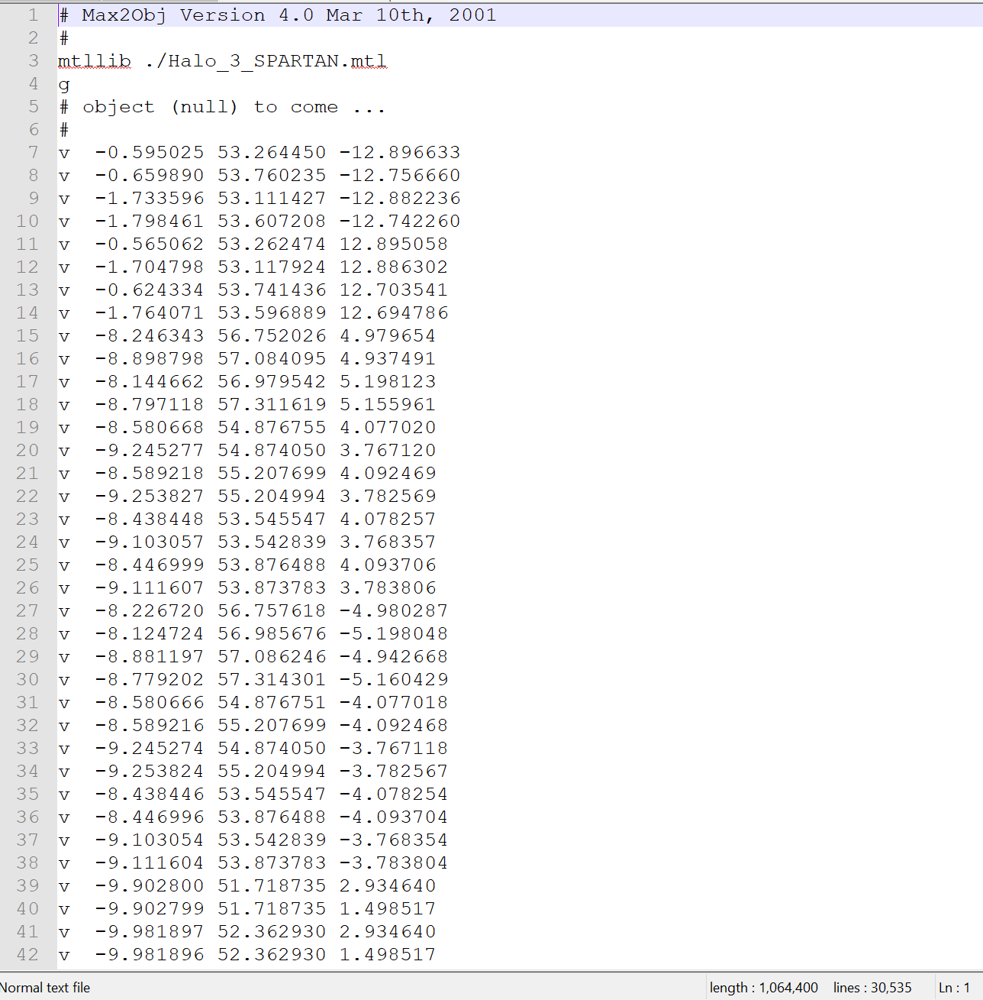 1 # Max2Obj Version 4.0 Mar 10th, 2001
2 #
3 mtllib ./Halo_3_SPARTAN.mtl
4 g
5 # object (null) to come ...
6 #
7 v  -0.595025 53.264450 -12.896633
8 v  -0.659890 53.760235 -12.756660
9 v  -1.733596 53.111427 -12.882236
10 v  -1.798461 53.607208 -12.742260
11 v  -0.565062 53.262474 12.895058
12 v  -1.704798 53.117924 12.886302
13 v  -0.624334 53.741436 12.703541
14 v  -1.764071 53.596889 12.694786
15 v  -8.246343 56.752026 4.979654
16 v  -8.898798 57.084095 4.937491
17 v  -8.144662 56.979542 5.198123
18 v  -8.797118 57.311619 5.155961
19 v  -8.580668 54.876755 4.077020
20 v  -9.245277 54.874050 3.767120
21 v  -8.589218 55.207699 4.092469
22 v  -9.253827 55.204994 3.782569
23 v  -8.438448 53.545547 4.078257
24 v  -9.103057 53.542839 3.768357
25 v  -8.446999 53.876488 4.093706
26 v  -9.111607 53.873783 3.783806
27 v  -8.226720 56.757618 -4.980287
28 v  -8.124724 56.985676 -5.198048
29 v  -8.881197 57.086246 -4.942668
30 v  -8.779202 57.314301 -5.160429
31 v  -8.580666 54.876751 -4.077018
32 v  -8.589216 55.207699 -4.092468
33 v  -9.245274 54.874050 -3.767118
34 v  -9.253824 55.204994 -3.782567
35 v  -8.438446 53.545547 -4.078254
36 v  -8.446996 53.876488 -4.093704
37 v  -9.103054 53.542839 -3.768354
38 v  -9.111604 53.873783 -3.783804
39 v  -9.902800 51.718735 2.934640
40 v  -9.902799 51.718735 1.498517
41 v  -9.981897 52.362930 2.934640
42 v  -9.981896 52.362930 1.498517
Normal text file length : 1,064,400 lines : 30,535 Ln : 1